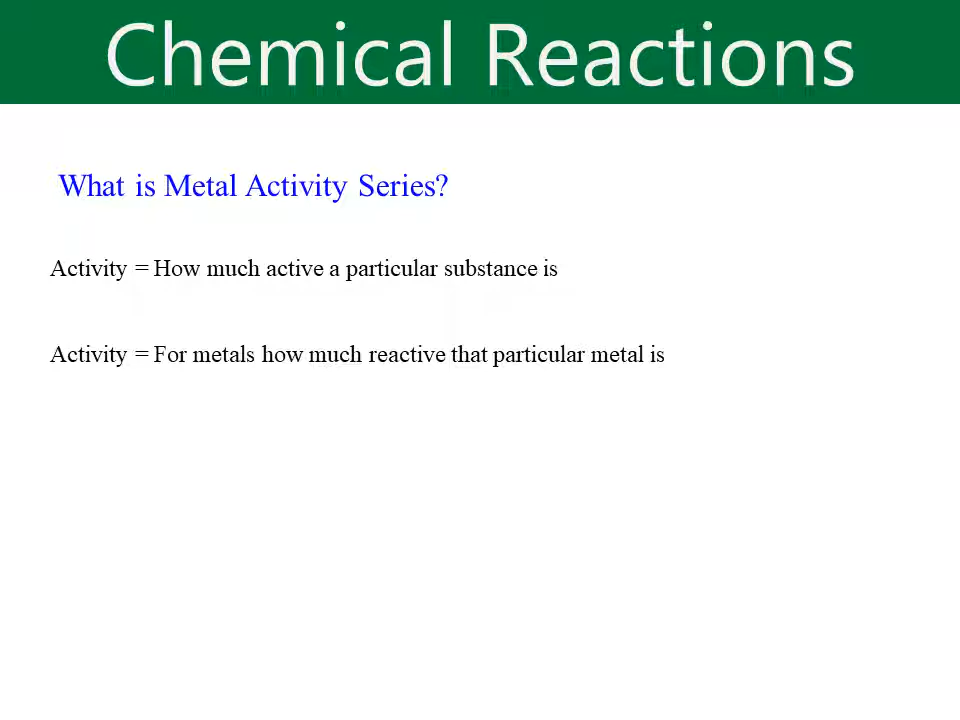 Chemical Reactions
What is Metal Activity Series?
Activity = How much active a particular substance is
Activity = For metals how much reactive that particular metal is